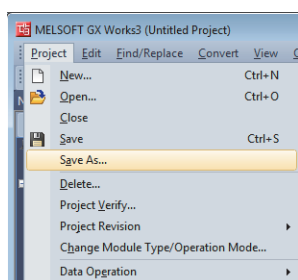 MELSOFT GX Works3 (Untitled Project)
Project Edit Find/Replace Convert View
New... Ctrl+N
Open... Ctrl+O
Close
Save Ctrl+S
Save As...
Delete...
Project Verify...
Project Revision
Change Module Type/Operation Mode...
Data Operation